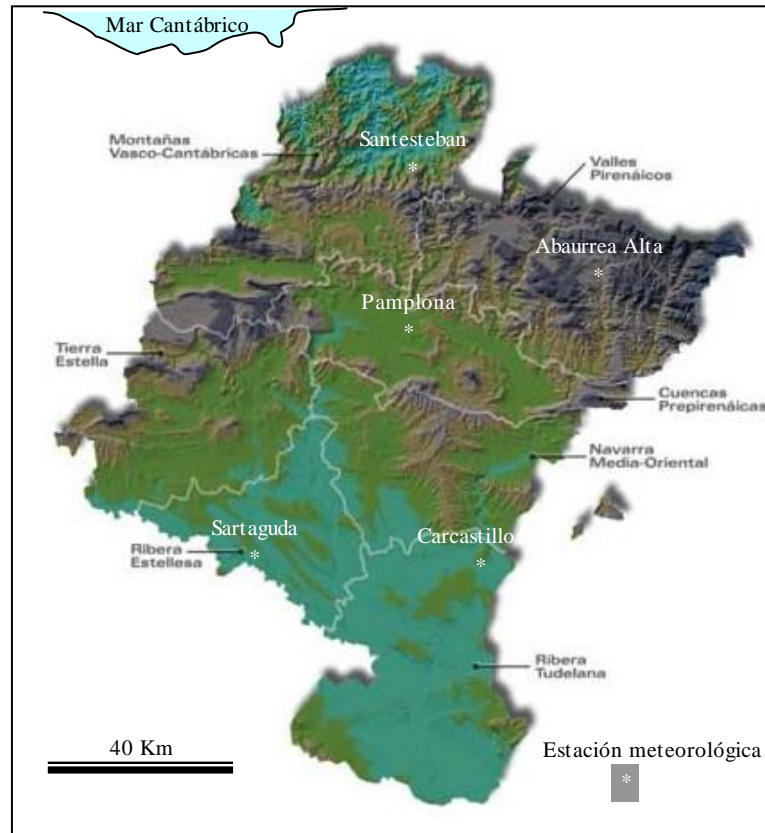 Mar Cantábrico
Santesteban
*
Montañas
Vasco-Cantábricas
Valles
Pirenáicos
Abaurrea Alta
*
Pamplona
*
Tierra
Estella
Cuencas
Prepirenáicas
Navarra
Media-Oriental
Sartaguda
*
Carcastillo
*
Ribera
Estellesa
Ribera
Tudelana
40 Km
Estación meteorológica
*